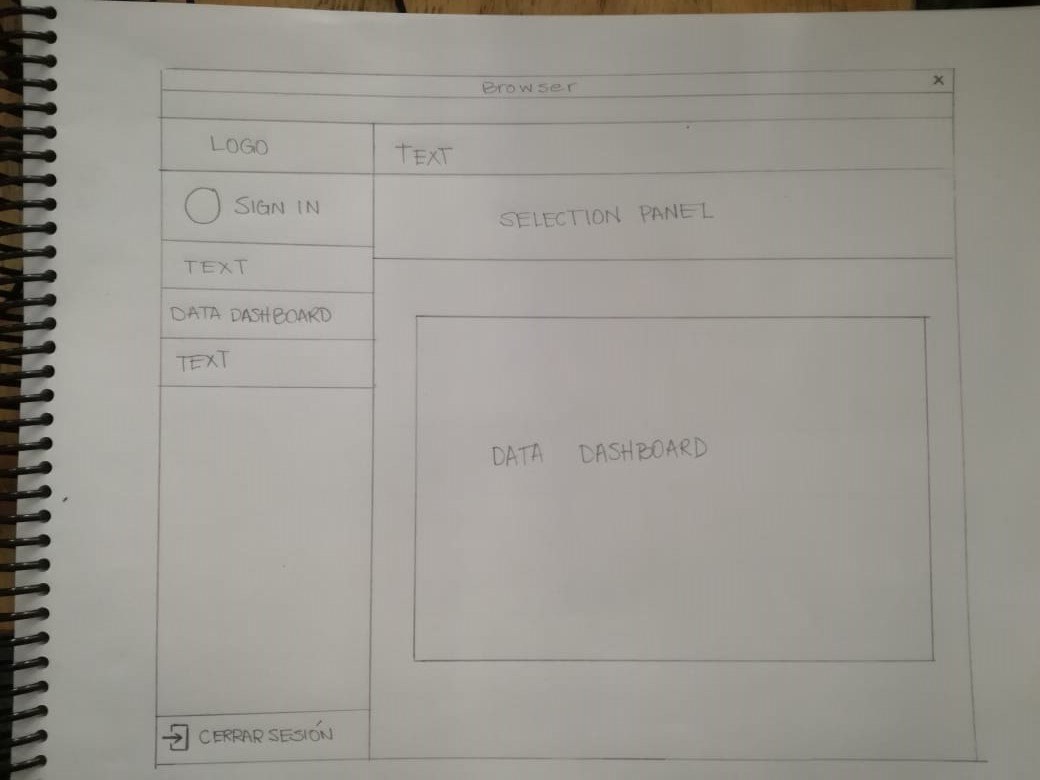 Browser ×
LOGO
TEXT
SIGN IN
SELECTION PANEL
TEXT
DATA DASHBOARD
TEXT
DATA DASHBOARD
CERRAR SESIÓN